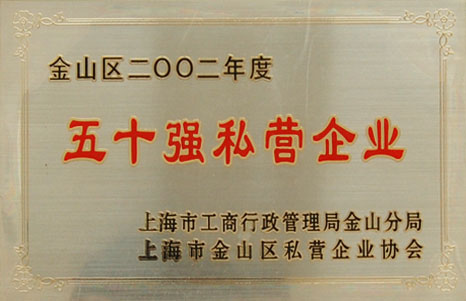 金山区二〇〇二年度
五十强私营企业
上海市工商行政管理局金山分局
上海市金山区私营企业协会